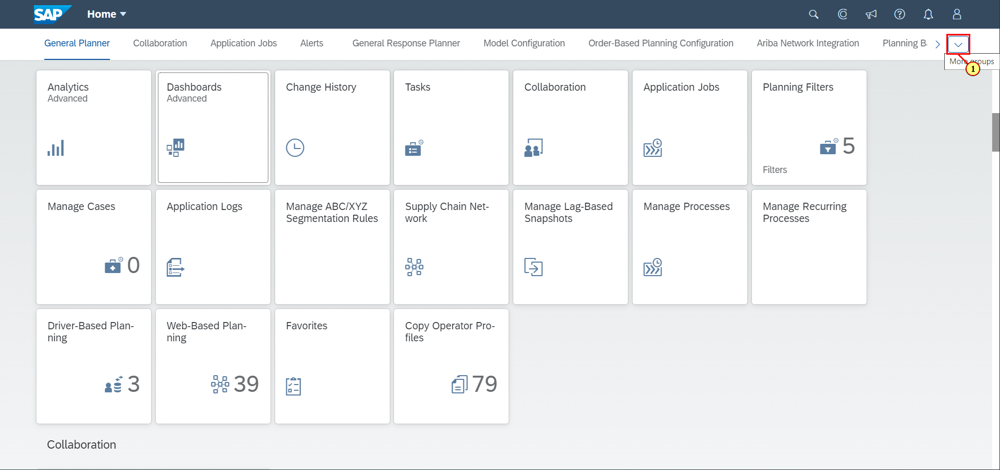 SAP Home
General Planner Collaboration Application Jobs Alerts General Response Planner Model Configuration Order-Based Planning Configuration Ariba Network Integration Planning B
More groups
1
Analytics
Advanced
Dashboards
Advanced
Change History
Tasks
Collaboration
Application Jobs
Planning Filters
5
Filters
Manage Cases
0
Application Logs
Manage ABC/XYZ
Segmentation Rules
Supply Chain Net-
work
Manage Lag-Based
Snapshots
Manage Processes
Manage Recurring
Processes
Driver-Based Plan-
ning
3
Web-Based Plan-
ning
39
Favorites
Copy Operator Pro-
files
79
Collaboration